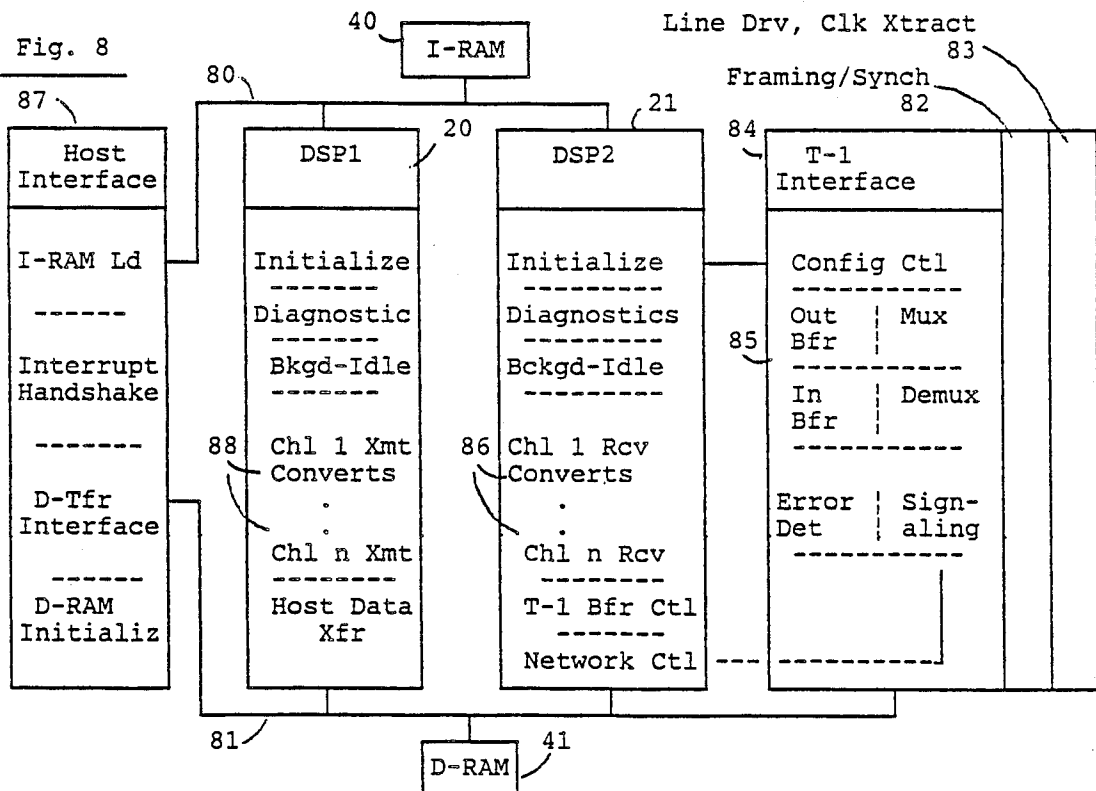 Fig. 8
40
I-RAM
Line Drv, Clk Xtract
83
Framing/Synch
82
87
80
20
21
84
Host
Interface
I-RAM Ld
Interrupt
Handshake
D-Tfr
Interface
D-RAM
Initializ
DSP1
Initialize
Diagnostic
Bkgd-Idle
88
Chl 1 Xmt
Converts
.
.
Chl n Xmt
Host Data
Xfr
DSP2
Initialize
Diagnostics
Bckgd-Idle
86
Chl 1 Rcv
Converts
.
.
Chl n Rcv
T-1 Bfr Ctl
Network Ctl
T-1
Interface
Config Ctl
Out Bfr
Mux
85
In Bfr
Demux
Error Det
Sign-
aling
81
41
D-RAM